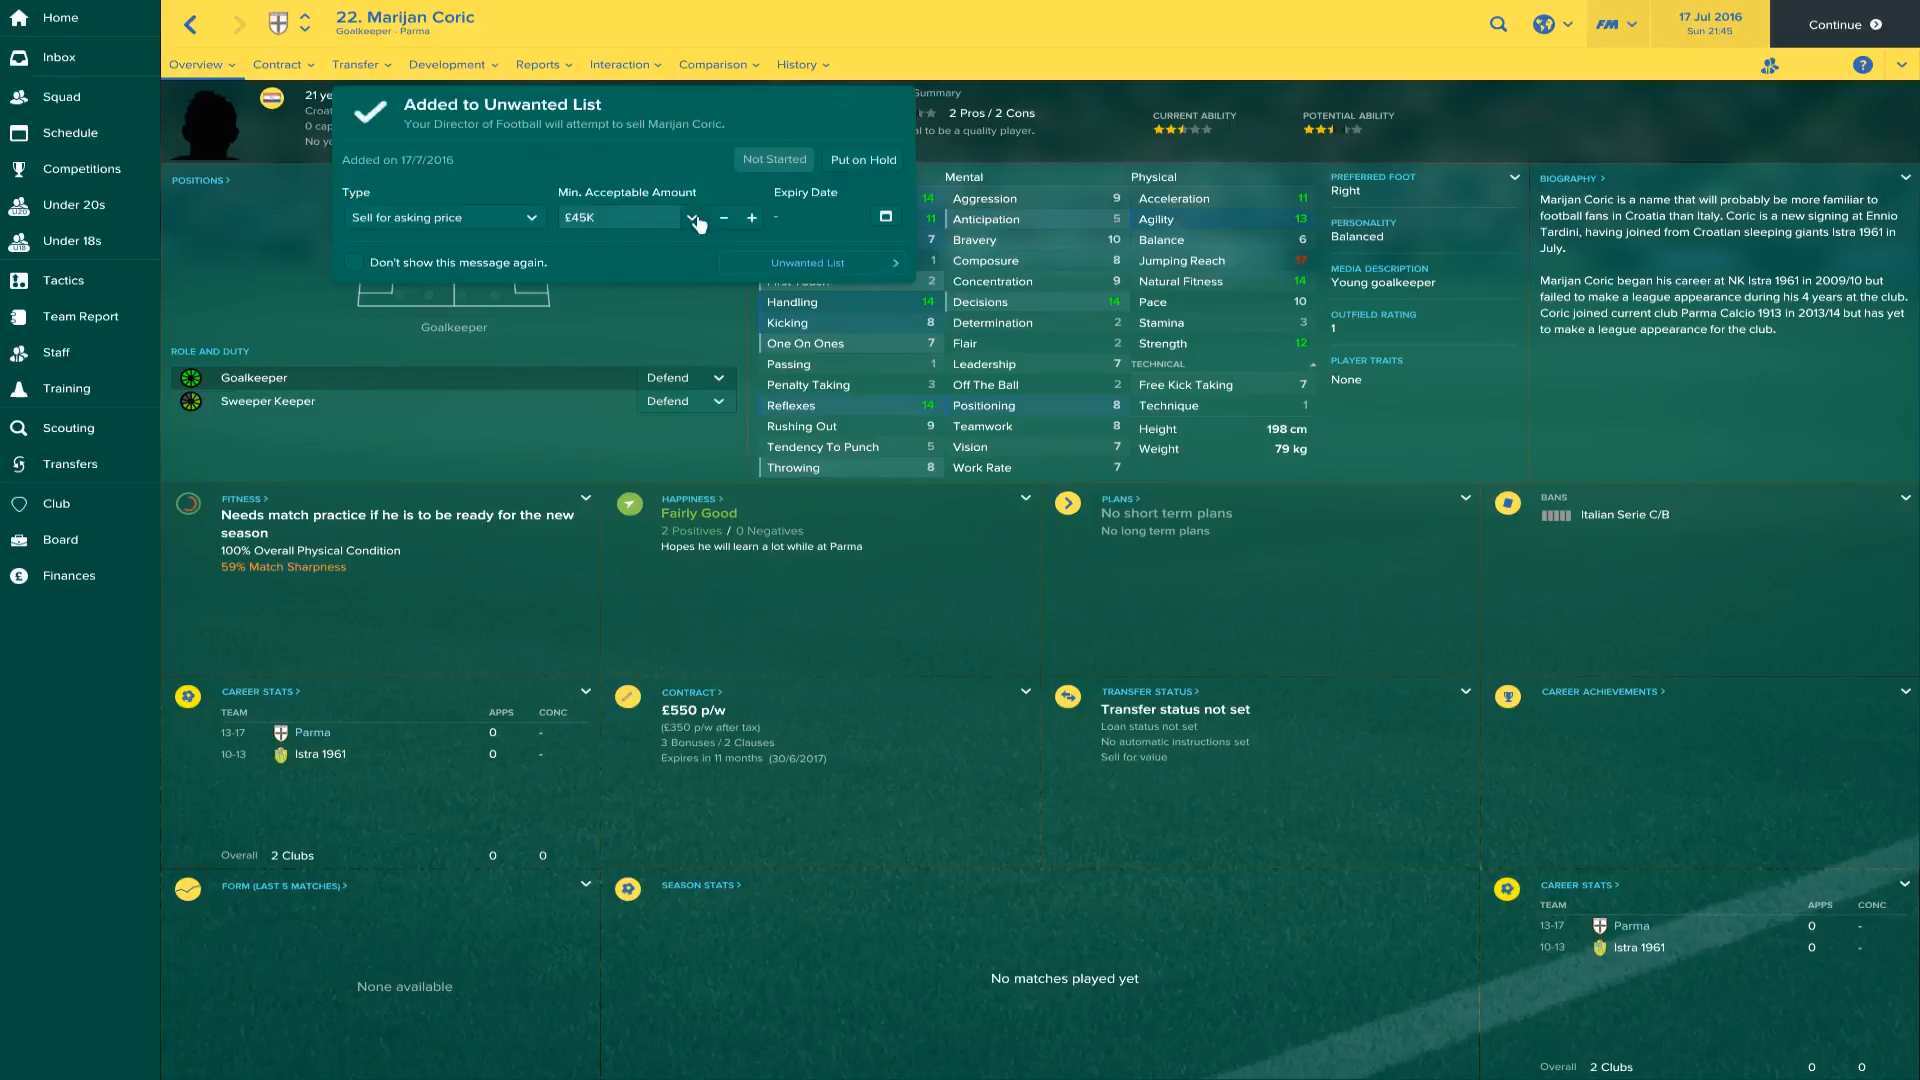 Home
Inbox
Squad
Schedule
Competitions
Under 20s
Under 18s
Tactics
Team Report
Staff
Training
Scouting
Transfers
Club
Board
Finances
22. Marijan Coric
Goalkeeper - Parma
FM
17 Jul 2016
Sun 21:45
Continue
Overview
Contract
Transfer
Development
Reports
Interaction
Comparison
History
21 ye
Croat
0 cap
No yo
Added to Unwanted List
Your Director of Football will attempt to sell Marijan Coric.
Added on 17/7/2016
Not Started
Put on Hold
Type
Min. Acceptable Amount
Expiry Date
Sell for asking price
£45K
-
Don't show this message again.
Unwanted List
Summary
2 Pros / 2 Cons
al to be a quality player.
CURRENT ABILITY
POTENTIAL ABILITY
POSITIONS >
Goalkeeper
ROLE AND DUTY
Goalkeeper Defend
Sweeper Keeper Defend
14
11
7
1
First Touch 2
Handling 14
Kicking 8
One On Ones 7
Passing 1
Penalty Taking 3
Reflexes 14
Rushing Out 9
Tendency To Punch 5
Throwing 8
Mental
Aggression 9
Anticipation 5
Bravery 10
Composure 8
Concentration 9
Decisions 14
Determination 2
Flair 2
Leadership 7
Off The Ball 2
Positioning 8
Teamwork 8
Vision 7
Work Rate 7
Physical
Acceleration 11
Agility 13
Balance 6
Jumping Reach 17
Natural Fitness 14
Pace 10
Stamina 3
Strength 12
TECHNICAL
Free Kick Taking 7
Technique 1
Height 198 cm
Weight 79 kg
PREFERRED FOOT
Right
PERSONALITY
Balanced
MEDIA DESCRIPTION
Young goalkeeper
OUTFIELD RATING
1
PLAYER TRAITS
None
BIOGRAPHY >
Marijan Coric is a name that will probably be more familiar to
football fans in Croatia than Italy. Coric is a new signing at Ennio
Tardini, having joined from Croatian sleeping giants Istra 1961 in
July.
Marijan Coric began his career at NK Istra 1961 in 2009/10 but
failed to make a league appearance during his 4 years at the club.
Coric joined current club Parma Calcio 1913 in 2013/14 but has yet
to make a league appearance for the club.
FITNESS >
Needs match practice if he is to be ready for the new
season
100% Overall Physical Condition
59% Match Sharpness
HAPPINESS >
Fairly Good
2 Positives / 0 Negatives
Hopes he will learn a lot while at Parma
PLANS >
No short term plans
No long term plans
BANS
Italian Serie C/B
CAREER STATS >
TEAM APPS CONC
13-17 Parma 0 -
10-13 Istra 1961 0 -
Overall 2 Clubs 0 0
CONTRACT >
£550 p/w
(£350 p/w after tax)
3 Bonuses / 2 Clauses
Expires in 11 months (30/6/2017)
TRANSFER STATUS >
Transfer status not set
Loan status not set
No automatic instructions set
Sell for value
CAREER ACHIEVEMENTS >
FORM (LAST 5 MATCHES) >
None available
SEASON STATS >
No matches played yet
CAREER STATS >
TEAM APPS CONC
13-17 Parma 0 -
10-13 Istra 1961 0 -
Overall 2 Clubs 0 0